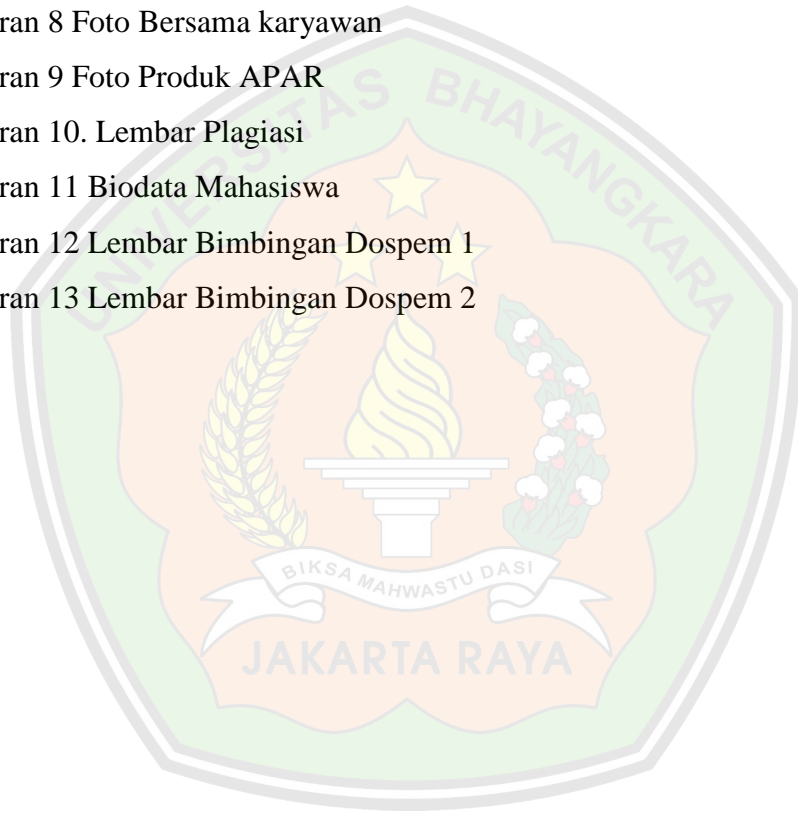 ran 8 Foto Bersama karyawan
ran 9 Foto Produk APAR
ran 10. Lembar Plagiasi
ran 11 Biodata Mahasiswa
ran 12 Lembar Bimbingan Dospem 1
ran 13 Lembar Bimbingan Dospem 2
UNIVERSITAS BHAYANGKARA
BIKSA MAHWASTU DASI
JAKARTA RAYA